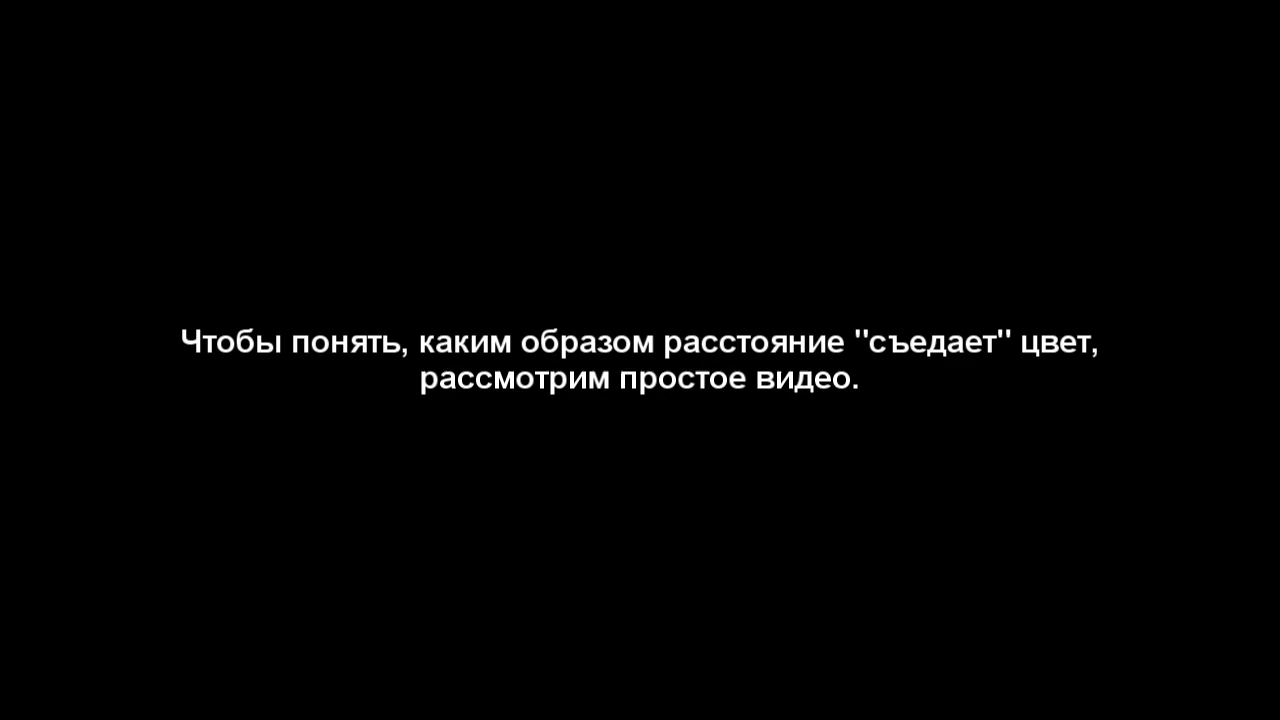 Чтобы понять, каким образом расстояние "съедает" цвет,
рассмотрим простое видео.